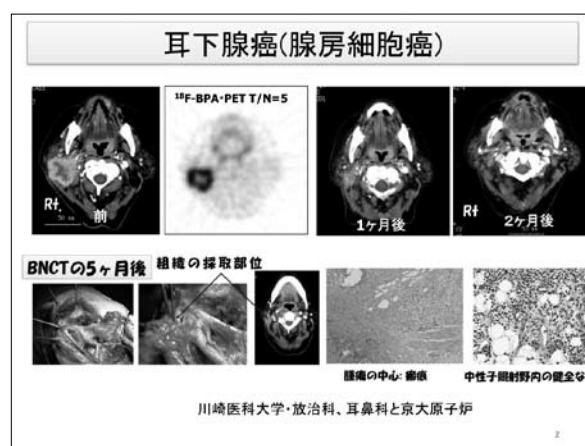 耳下腺癌(腺房細胞癌)
¹⁸F-BPA・PET T/N=5
Rt.
50
前
1ヶ月後
Rt
2ヶ月後
BNCTの5ヶ月後
組織の採取部位
腫瘍の中心: 瘢痕
中性子照射野内の健全な
川崎医科大学・放治科、耳鼻科と京大原子炉
2